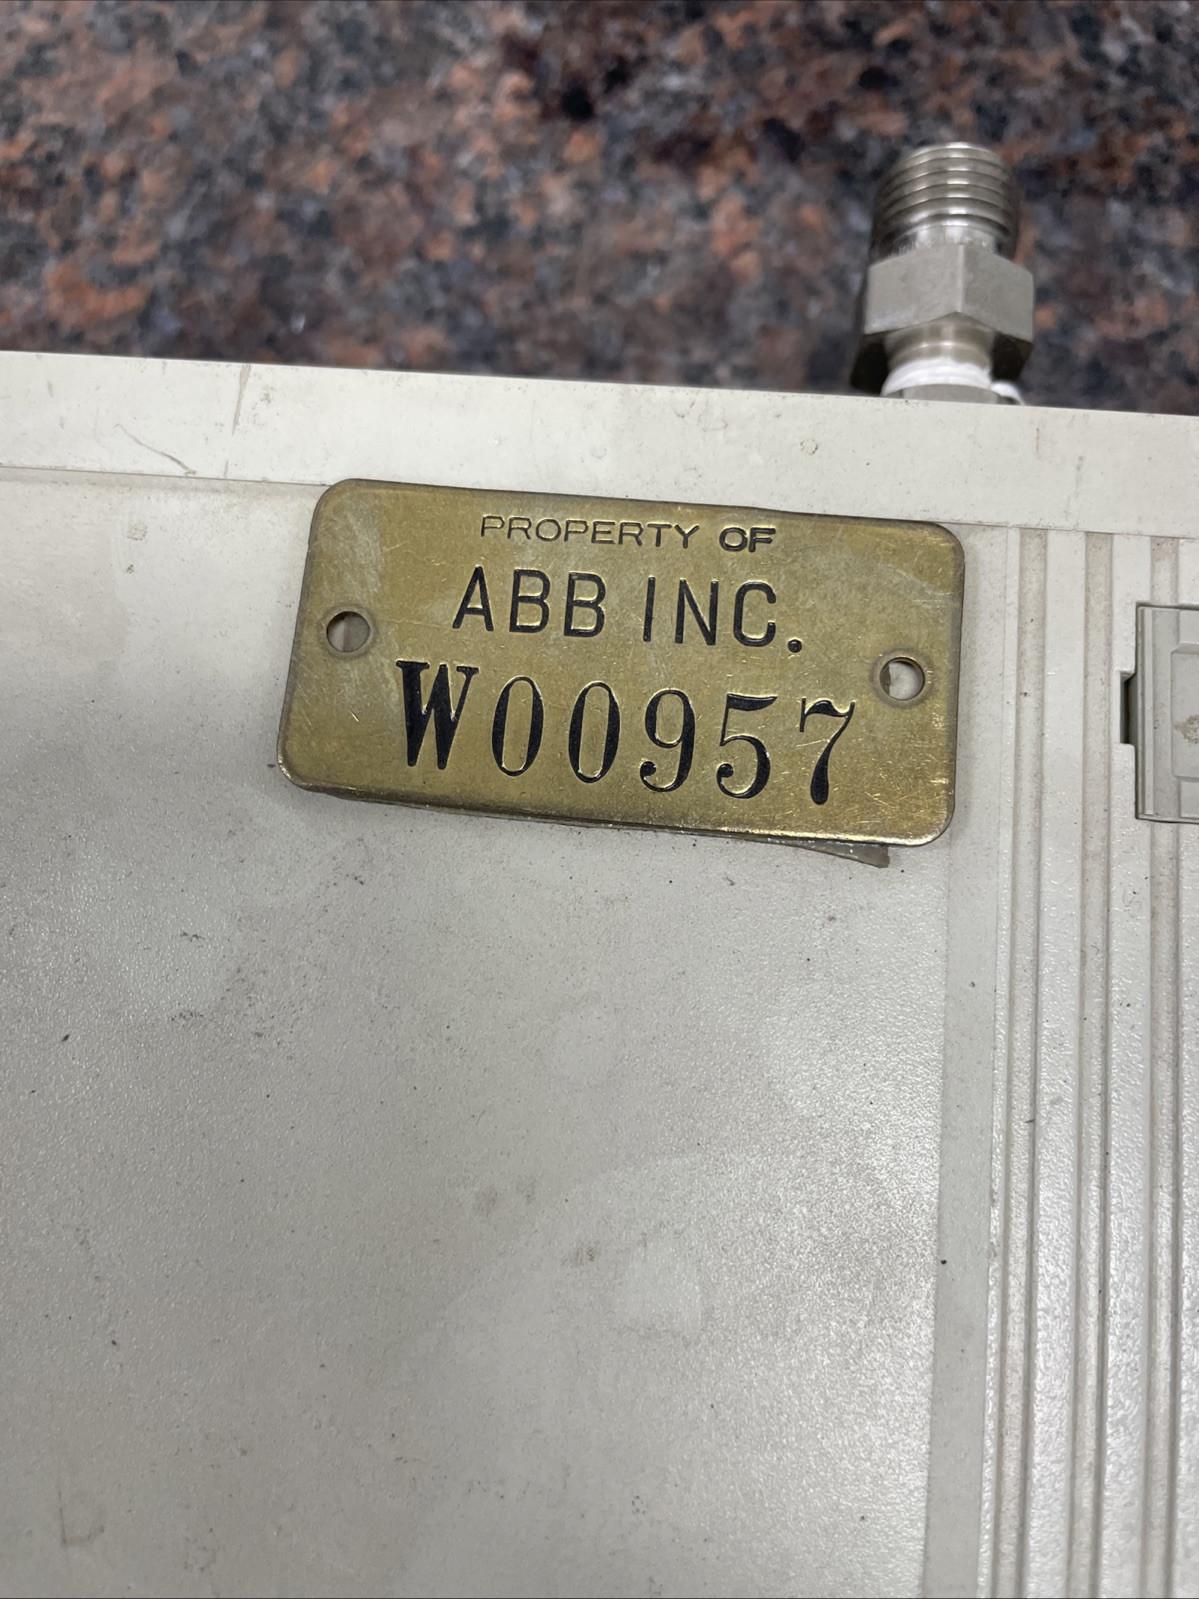 PROPERTY OF
ABB INC.
W00957